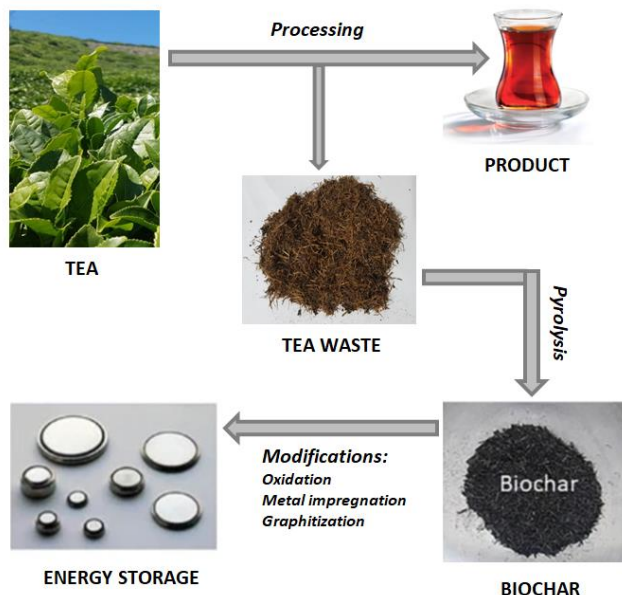 Processing
PRODUCT
TEA
TEA WASTE
Pyrolysis
Modifications:
Oxidation
Metal impregnation
Graphitization
Biochar
ENERGY STORAGE
BIOCHAR